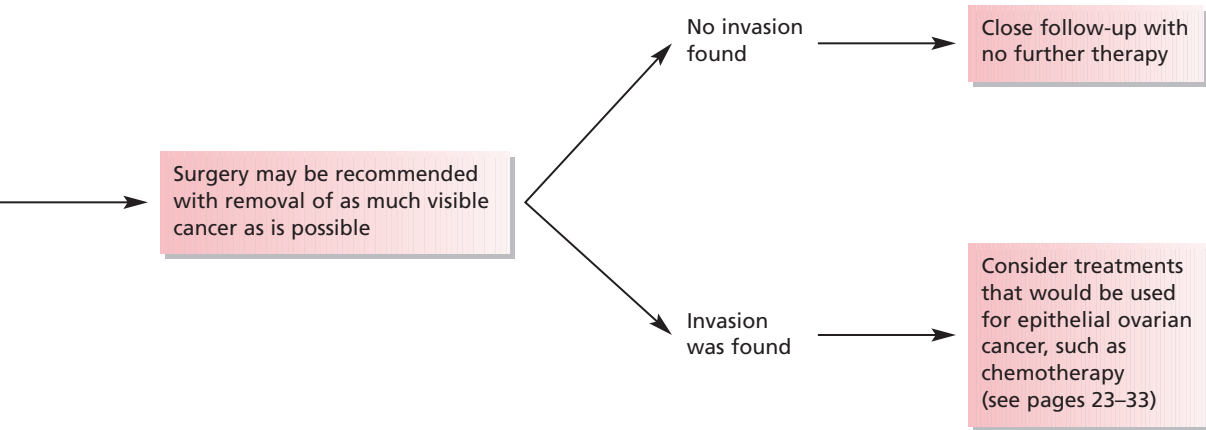 Surgery may be recommended
with removal of as much visible
cancer as is possible
No invasion
found
Close follow-up with
no further therapy
Invasion
was found
Consider treatments
that would be used
for epithelial ovarian
cancer, such as
chemotherapy
(see pages 23–33)